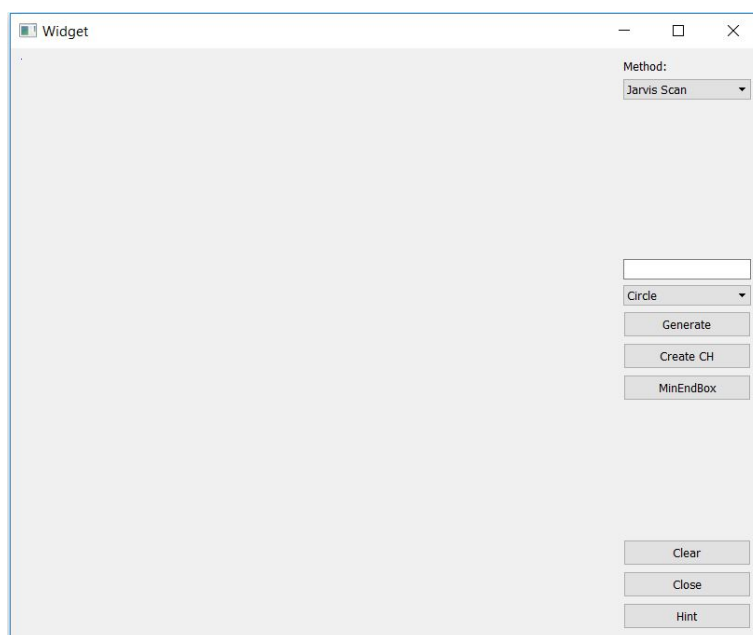 Widget
Method:
Jarvis Scan
Circle
Generate
Create CH
MinEndBox
Clear
Close
Hint